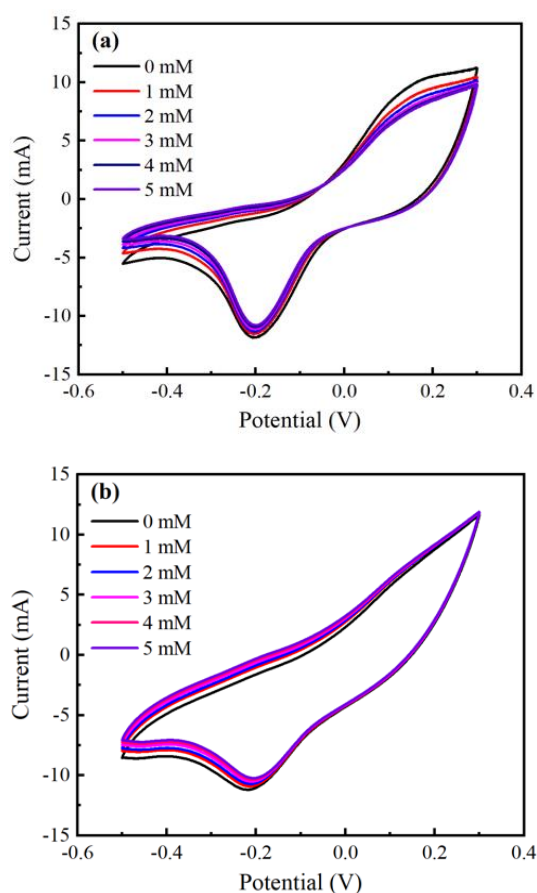 (a)
0 mM
1 mM
2 mM
3 mM
4 mM
5 mM
15
10
5
0
-5
-10
-15
Current (mA)
-0.6
-0.4
-0.2
0.0
0.2
0.4
Potential (V)
(b)
0 mM
1 mM
2 mM
3 mM
4 mM
5 mM
15
10
5
0
-5
-10
-15
Current (mA)
-0.6
-0.4
-0.2
0.0
0.2
0.4
Potential (V)